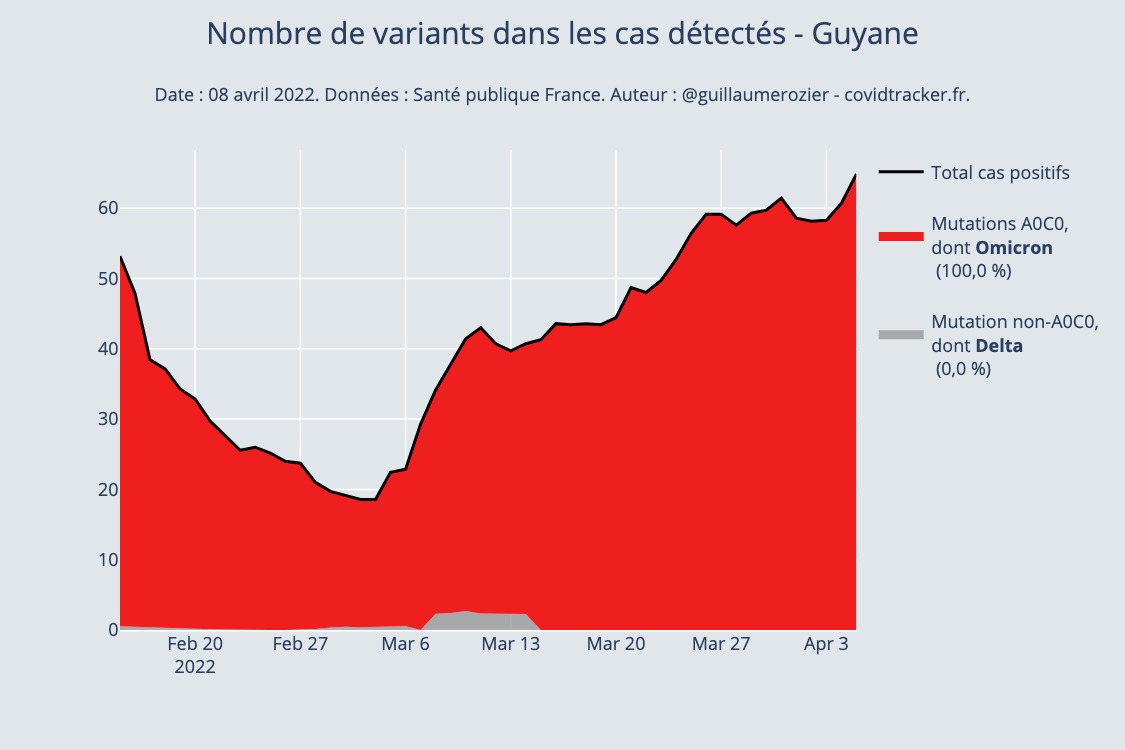 Nombre de variants dans les cas détectés - Guyane
Date : 08 avril 2022. Données : Santé publique France. Auteur : @guillaumerozier - covidtracker.fr.
Total cas positifs
Mutations A0C0,
dont Omicron
(100,0 %)
Mutation non-A0C0,
dont Delta
(0,0 %)
60
50
40
30
20
10
0
Feb 20 Feb 27 Mar 6 Mar 13 Mar 20 Mar 27 Apr 3
2022